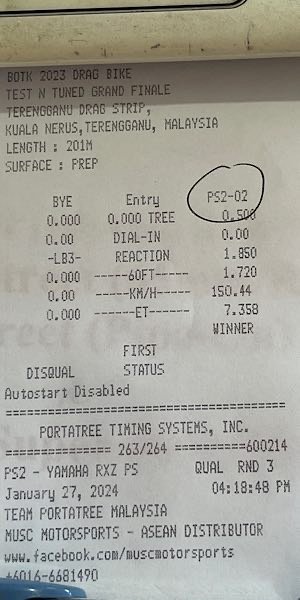 BOTK 2023 DRAG BIKE
TEST N TUNED GRAND FINALE
TERENGGANU DRAG STRIP,
KUALA NERUS,TERENGGANU, MALAYSIA
LENGTH : 201M
SURFACE : PREP
BYE Entry PS2-02
0.000 0.000 TREE 0.500
0.00 DIAL-IN 0.00
-LB3- REACTION 1.850
0.000 ------60FT------ 1.720
0.00 ------KM/H------ 150.44
0.000 -------ET------- 7.358
WINNER
FIRST
DISQUAL STATUS
Autostart Disabled
========================================
PORTATREE TIMING SYSTEMS, INC.
=============== 263/264 ==========600214
PS2 - YAMAHA RXZ PS QUAL RND 3
January 27, 2024 04:18:48 PM
TEAM PORTATREE MALAYSIA
MUSC MOTORSPORTS - ASEAN DISTRIBUTOR
www.facebook.com/muscmotorsports
+6016-6681490